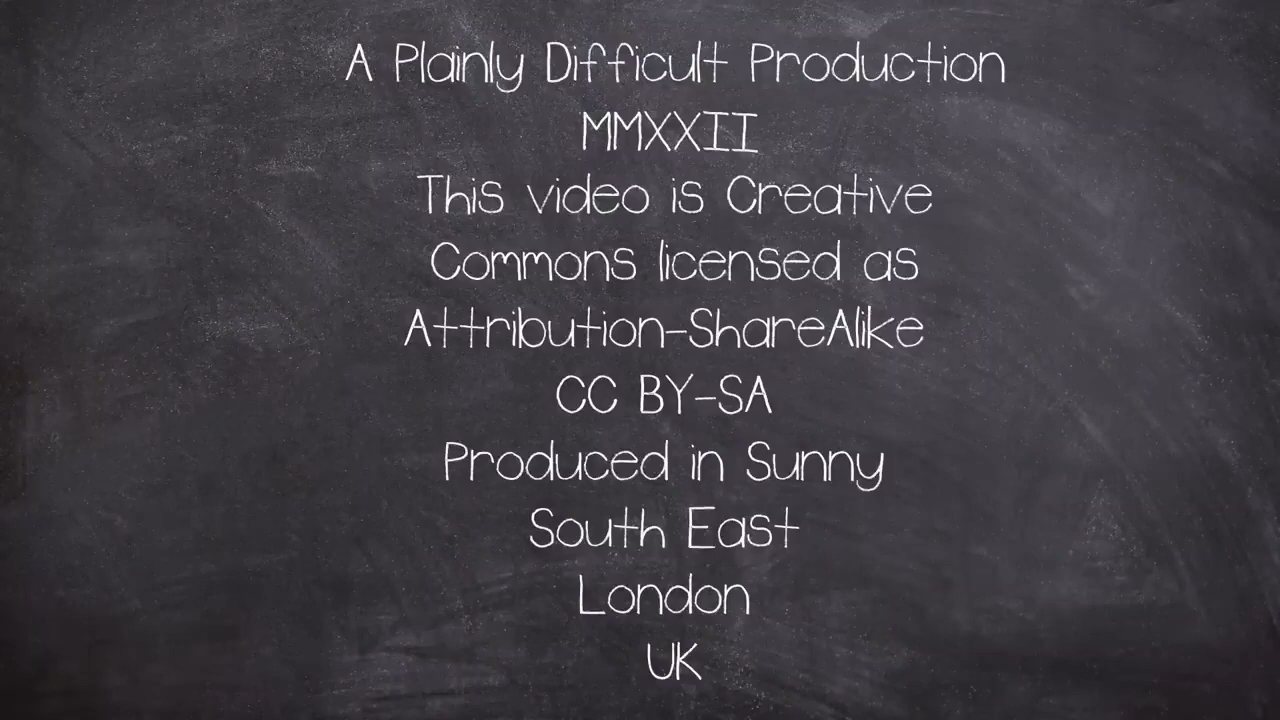 A Plainly Difficult Production
MMXXII
This video is Creative
Commons licensed as
Attribution-ShareAlike
CC BY-SA
Produced in Sunny
South East
London
UK